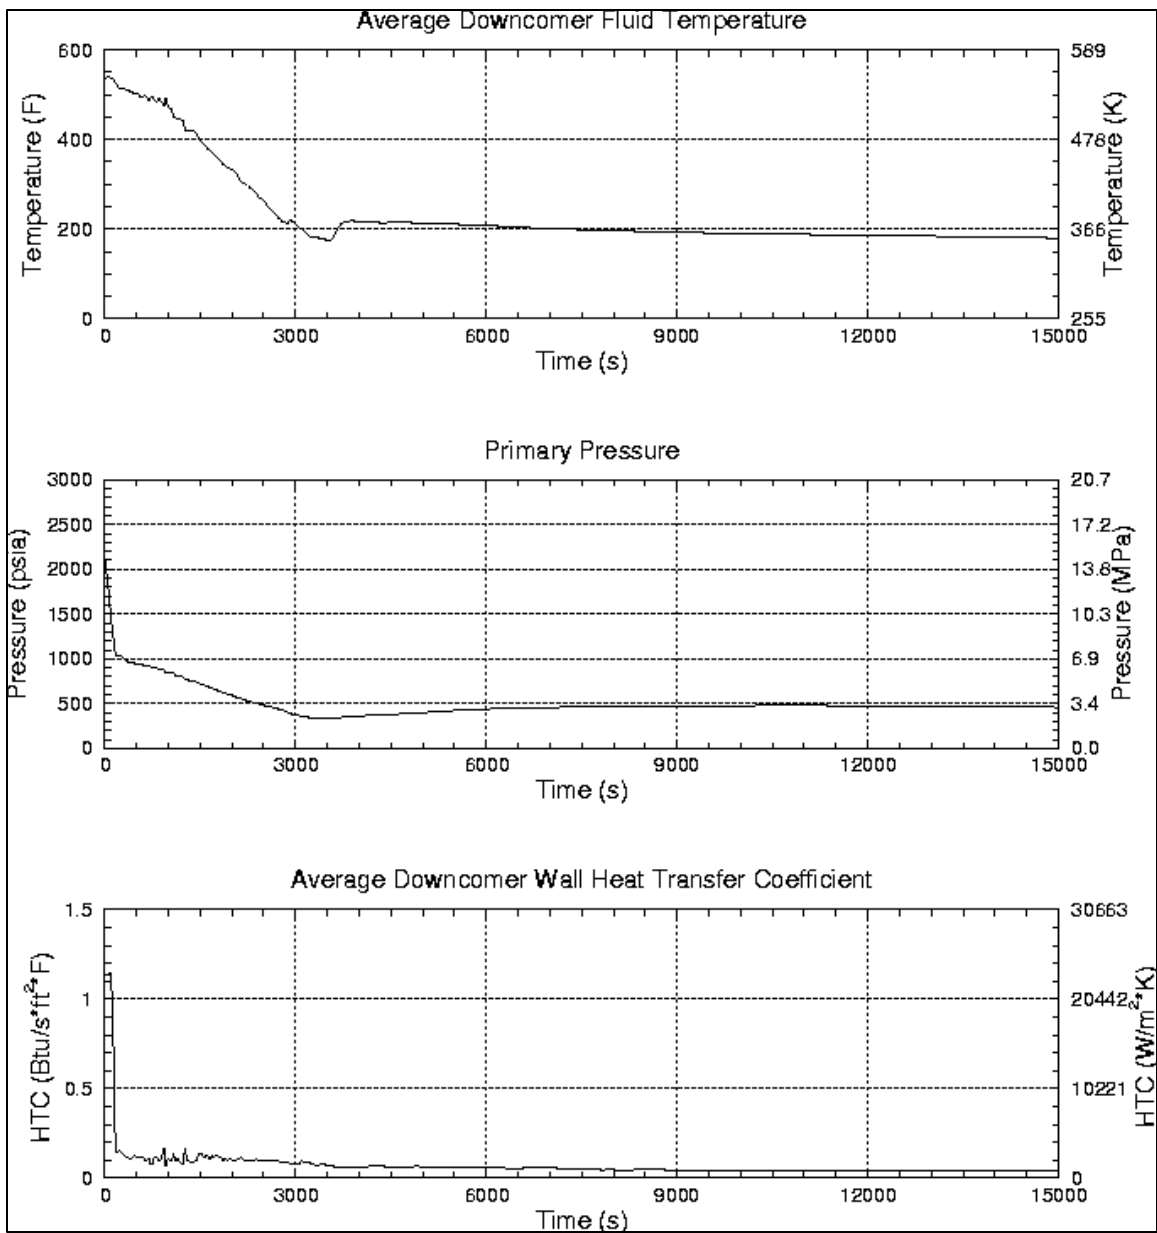 Average Downcomer Fluid Temperature
600 589
400 478
200 366
0 255
Temperature (F)
Temperature (K)
0 3000 6000 9000 12000 15000
Time (s)
Primary Pressure
3000 20.7
2500 17.2
2000 13.8
1500 10.3
1000 6.9
500 3.4
0 0.0
Pressure (psia)
Pressure (MPa)
0 3000 6000 9000 12000 15000
Time (s)
Average Downcomer Wall Heat Transfer Coefficient
1.5 30663
1 20442
0.5 10221
0 0
HTC (Btu/s*ft²*F)
HTC (W/m²*K)
0 3000 6000 9000 12000 15000
Time (s)